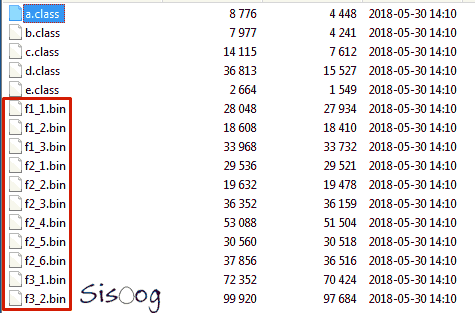 a.class 8 776 4 448 2018-05-30 14:10
b.class 7 977 4 241 2018-05-30 14:10
c.class 14 115 7 612 2018-05-30 14:10
d.class 36 813 15 527 2018-05-30 14:10
e.class 2 664 1 549 2018-05-30 14:10
f1_1.bin 28 048 27 934 2018-05-30 14:10
f1_2.bin 18 608 18 410 2018-05-30 14:10
f1_3.bin 33 968 33 732 2018-05-30 14:10
f2_1.bin 29 536 29 521 2018-05-30 14:10
f2_2.bin 19 632 19 478 2018-05-30 14:10
f2_3.bin 36 352 36 159 2018-05-30 14:10
f2_4.bin 53 088 51 504 2018-05-30 14:10
f2_5.bin 30 560 30 518 2018-05-30 14:10
f2_6.bin 37 856 36 516 2018-05-30 14:10
f3_1.bin 72 352 70 424 2018-05-30 14:10
f3_2.bin 99 920 97 684 2018-05-30 14:10
Sisoog